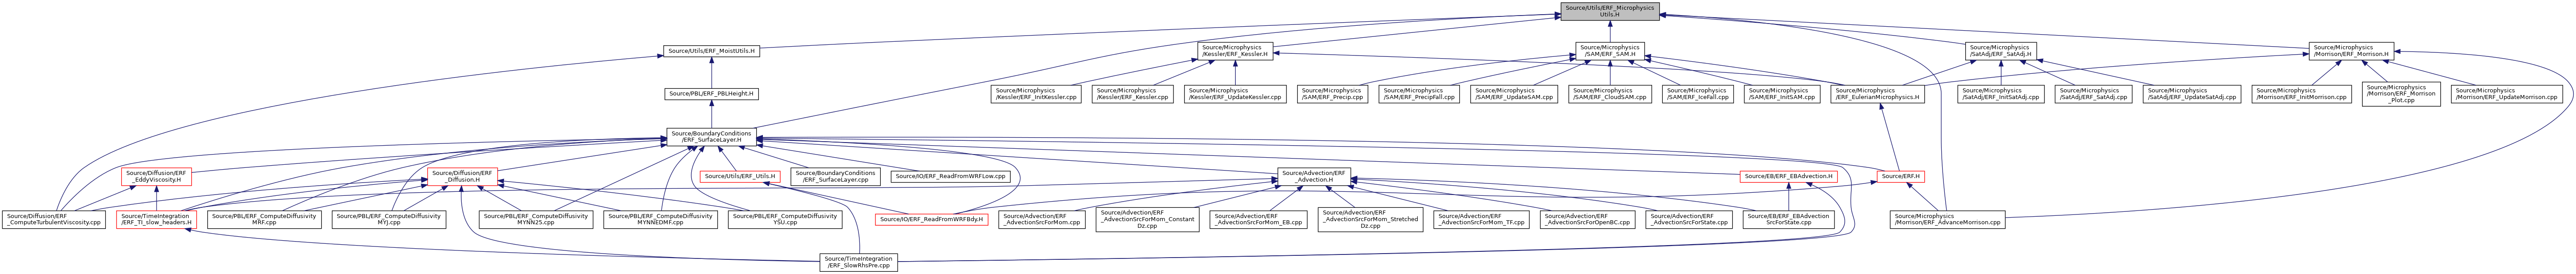 Source/Utils/ERF_Microphysics
Utils.H
Source/Utils/ERF_MoistUtils.H
Source/Microphysics
/Kessler/ERF_Kessler.H
Source/Microphysics
/SAM/ERF_SAM.H
Source/Microphysics
/SatAdj/ERF_SatAdj.H
Source/Microphysics
/Morrison/ERF_Morrison.H
Source/PBL/ERF_PBLHeight.H
Source/Microphysics
/Kessler/ERF_InitKessler.cpp
Source/Microphysics
/Kessler/ERF_Kessler.cpp
Source/Microphysics
/Kessler/ERF_UpdateKessler.cpp
Source/Microphysics
/SAM/ERF_Precip.cpp
Source/Microphysics
/SAM/ERF_PrecipFall.cpp
Source/Microphysics
/SAM/ERF_UpdateSAM.cpp
Source/Microphysics
/SAM/ERF_CloudSAM.cpp
Source/Microphysics
/SAM/ERF_IceFall.cpp
Source/Microphysics
/SAM/ERF_InitSAM.cpp
Source/Microphysics
/ERF_EulerianMicrophysics.H
Source/Microphysics
/SatAdj/ERF_InitSatAdj.cpp
Source/Microphysics
/SatAdj/ERF_SatAdj.cpp
Source/Microphysics
/SatAdj/ERF_UpdateSatAdj.cpp
Source/Microphysics
/Morrison/ERF_InitMorrison.cpp
Source/Microphysics
/Morrison/ERF_Morrison
_Plot.cpp
Source/Microphysics
/Morrison/ERF_UpdateMorrison.cpp
Source/BoundaryConditions
/ERF_SurfaceLayer.H
Source/Diffusion/ERF
_EddyViscosity.H
Source/Diffusion/ERF
_Diffusion.H
Source/Utils/ERF_Utils.H
Source/BoundaryConditions
/ERF_SurfaceLayer.cpp
Source/IO/ERF_ReadFromWRFLow.cpp
Source/Advection/ERF
_Advection.H
Source/EB/ERF_EBAdvection.H
Source/ERF.H
Source/Diffusion/ERF
_ComputeTurbulentViscosity.cpp
Source/TimeIntegration
/ERF_TI_slow_headers.H
Source/PBL/ERF_ComputeDiffusivity
MRF.cpp
Source/PBL/ERF_ComputeDiffusivity
MYJ.cpp
Source/PBL/ERF_ComputeDiffusivity
MYNN25.cpp
Source/PBL/ERF_ComputeDiffusivity
MYNNEDMF.cpp
Source/PBL/ERF_ComputeDiffusivity
YSU.cpp
Source/IO/ERF_ReadFromWRFBdy.H
Source/Advection/ERF
_AdvectionSrcForMom.cpp
Source/Advection/ERF
_AdvectionSrcForMom_Constant
Dz.cpp
Source/Advection/ERF
_AdvectionSrcForMom_EB.cpp
Source/Advection/ERF
_AdvectionSrcForMom_Stretched
Dz.cpp
Source/Advection/ERF
_AdvectionSrcForMom_TF.cpp
Source/Advection/ERF
_AdvectionSrcForOpenBC.cpp
Source/Advection/ERF
_AdvectionSrcForState.cpp
Source/EB/ERF_EBAdvection
SrcForState.cpp
Source/Microphysics
/Morrison/ERF_AdvanceMorrison.cpp
Source/TimeIntegration
/ERF_SlowRhsPre.cpp